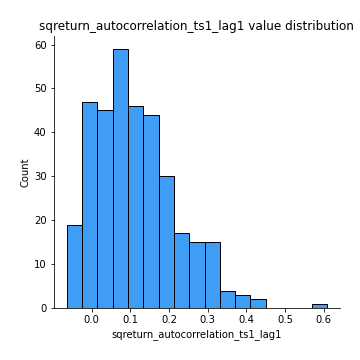 sqreturn_autocorrelation_ts1_lag1 value distribution
60
50
40
30
20
10
0
Count
0.0 0.1 0.2 0.3 0.4 0.5 0.6
sqreturn_autocorrelation_ts1_lag1